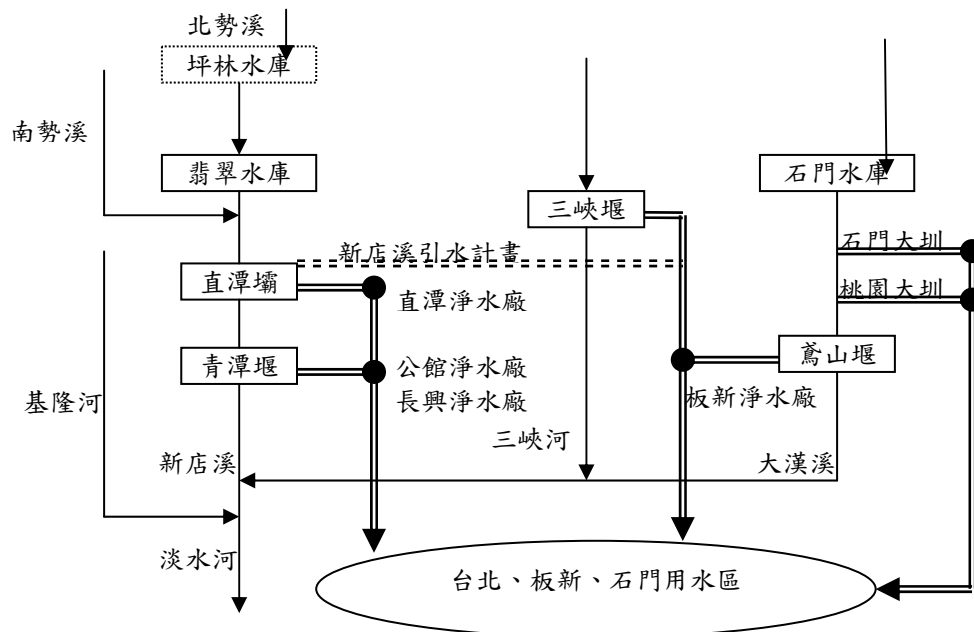 北勢溪
坪林水庫
南勢溪
翡翠水庫
石門水庫
三峽堰
新店溪引水計畫
石門大圳
直潭壩
直潭淨水廠
桃園大圳
青潭堰
公館淨水廠
長興淨水廠
鳶山堰
板新淨水廠
基隆河
三峽河
新店溪
大漢溪
淡水河
台北、板新、石門用水區